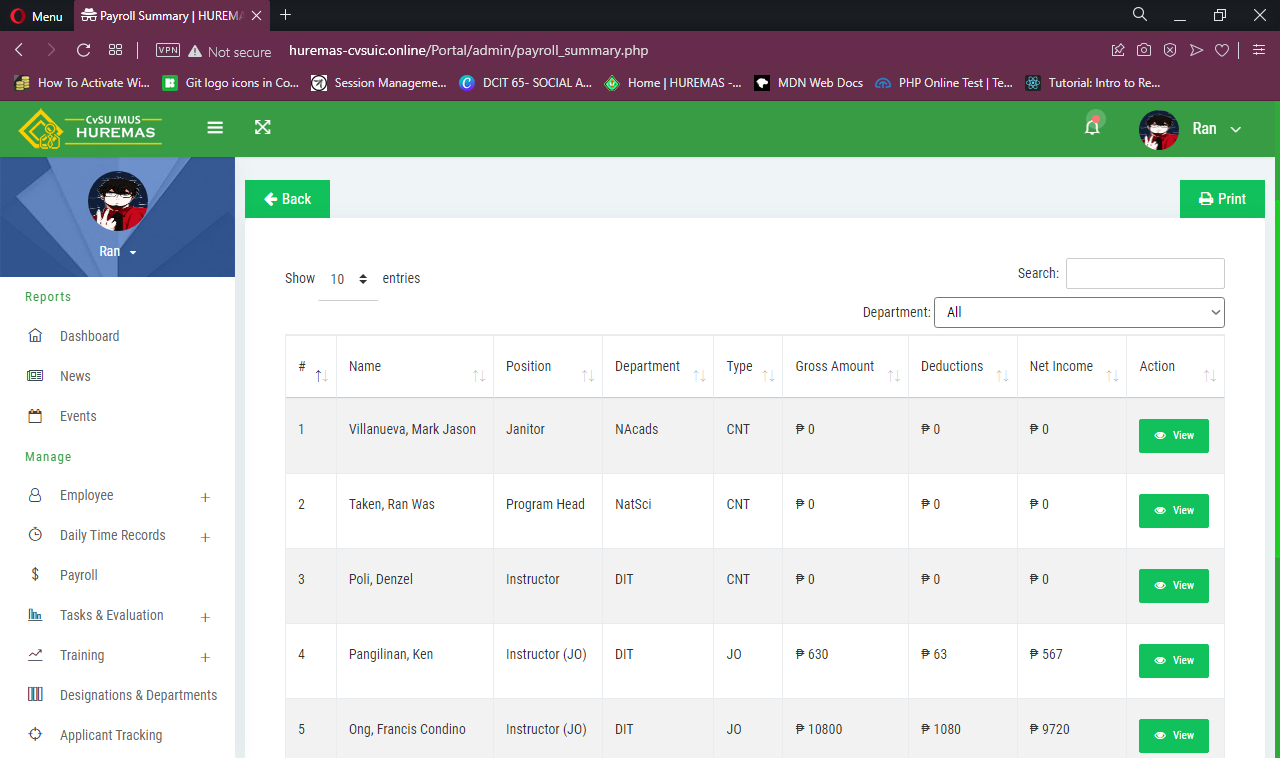 Menu
Payroll Summary | HUREMA
VPN
Not secure
huremas-cvsuic.online/Portal/admin/payroll_summary.php
How To Activate Wi...
Git logo icons in Co...
Session Manageme...
DCIT 65- SOCIAL A...
Home | HUREMAS -...
MDN Web Docs
PHP Online Test | Te...
Tutorial: Intro to Re...
CvSU IMUS
HUREMAS
Ran
Ran
Reports
Dashboard
News
Events
Manage
Employee
Daily Time Records
Payroll
Tasks & Evaluation
Training
Designations & Departments
Applicant Tracking
Back
Print
Show 10 entries
Search:
Department: All
# Name Position Department Type Gross Amount Deductions Net Income Action
1 Villanueva, Mark Jason Janitor NAcads CNT ₱ 0 ₱ 0 ₱ 0 View
2 Taken, Ran Was Program Head NatSci CNT ₱ 0 ₱ 0 ₱ 0 View
3 Poli, Denzel Instructor DIT CNT ₱ 0 ₱ 0 ₱ 0 View
4 Pangilinan, Ken Instructor (JO) DIT JO ₱ 630 ₱ 63 ₱ 567 View
5 Ong, Francis Condino Instructor (JO) DIT JO ₱ 10800 ₱ 1080 ₱ 9720 View